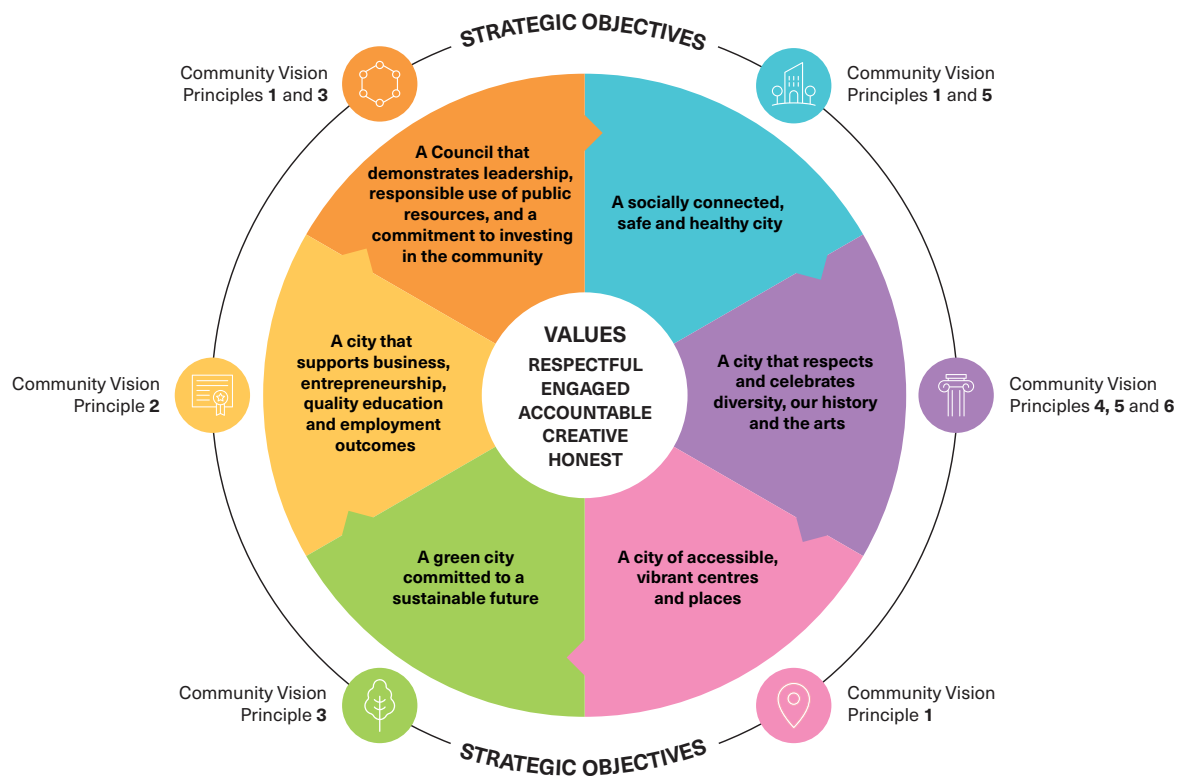 STRATEGIC OBJECTIVES
Community Vision
Principles 1 and 3
Community Vision
Principles 1 and 5
A Council that
demonstrates leadership,
responsible use of public
resources, and a
commitment to investing
in the community
A socially connected,
safe and healthy city
A city that
supports business,
entrepreneurship,
quality education
and employment
outcomes
VALUES
RESPECTFUL
ENGAGED
ACCOUNTABLE
CREATIVE
HONEST
A city that respects
and celebrates
diversity, our history
and the arts
Community Vision
Principle 2
Community Vision
Principles 4, 5 and 6
A green city
committed to a
sustainable future
A city of accessible,
vibrant centres
and places
Community Vision
Principle 3
Community Vision
Principle 1
STRATEGIC OBJECTIVES